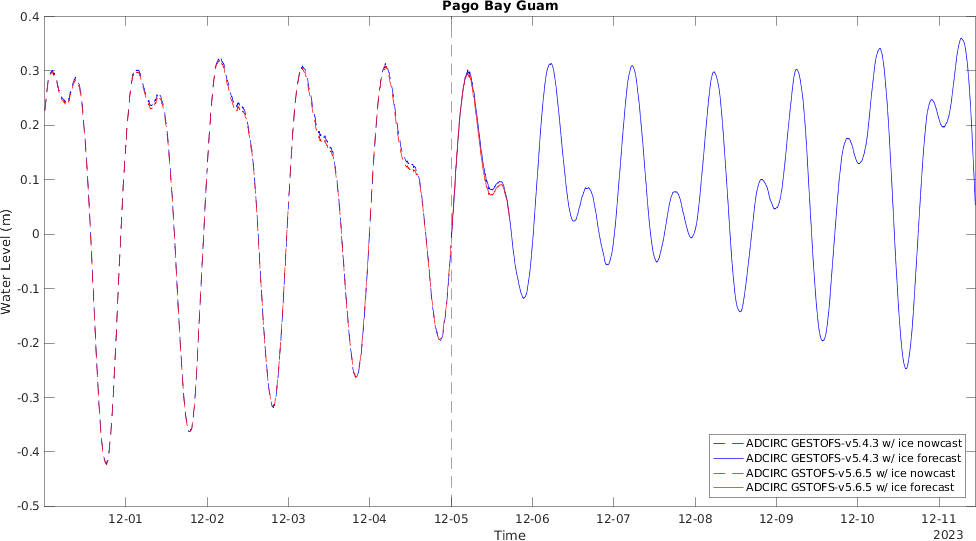 Pago Bay Guam
0.4
0.3
0.2
0.1
0
-0.1
-0.2
-0.3
-0.4
-0.5
Water Level (m)
ADCIRC GESTOFS-v5.4.3 w/ ice nowcast
ADCIRC GESTOFS-v5.4.3 w/ ice forecast
ADCIRC GSTOFS-v5.6.5 w/ ice nowcast
ADCIRC GSTOFS-v5.6.5 w/ ice forecast
12-01 12-02 12-03 12-04 12-05 12-06 12-07 12-08 12-09 12-10 12-11
Time
2023